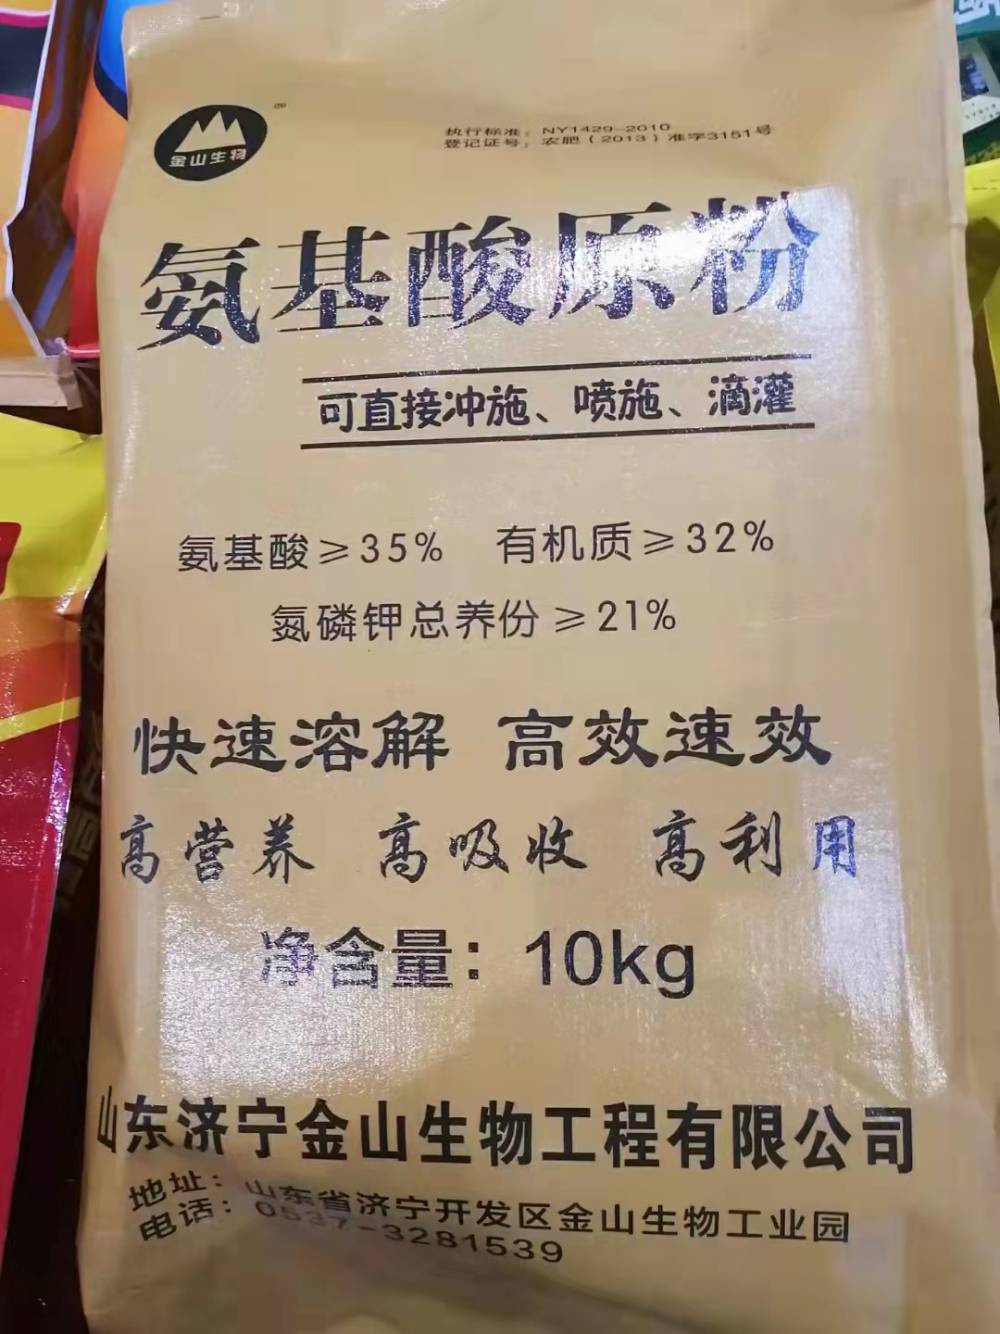 金山生物
®
执行标准：NY1429-2010
登记证号：农肥（2013）准字3151号
氨基酸原粉
可直接冲施、喷施、滴灌
氨基酸≥35% 有机质≥32%
氮磷钾总养份≥21%
快速溶解 高效速效
高营养 高吸收 高利用
净含量：10kg
山东济宁金山生物工程有限公司
地址：山东省济宁开发区金山生物工业园
电话：0537-3281539